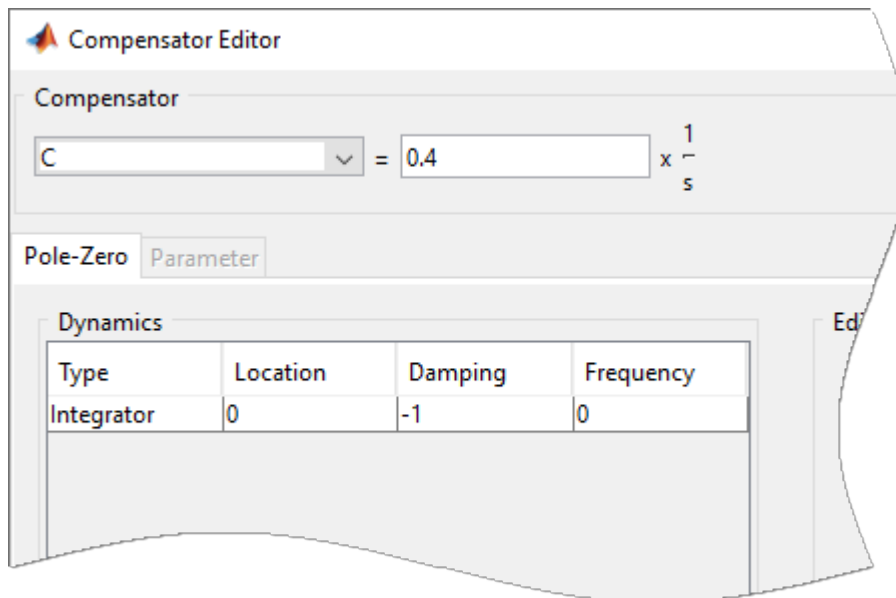 Compensator Editor
Compensator
C = 0.4 x 1/s
Pole-Zero Parameter
Dynamics
Type Location Damping Frequency
Integrator 0 -1 0